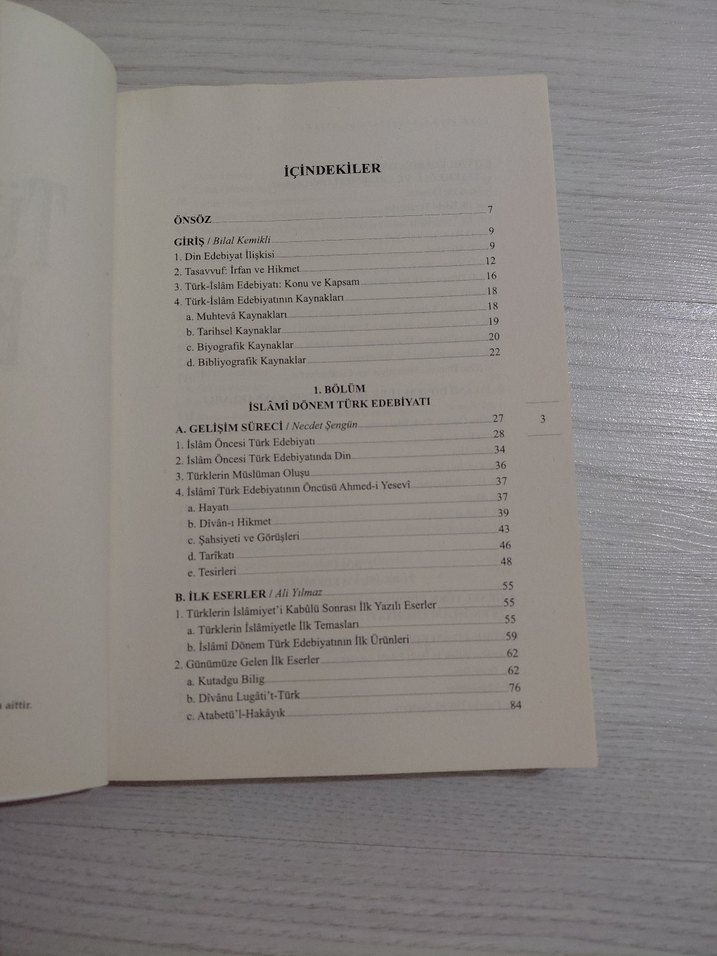 İÇİNDEKİLER
ÖNSÖZ 7
GİRİŞ / Bilal Kemikli 9
1. Din Edebiyat İlişkisi 9
2. Tasavvuf: İrfan ve Hikmet 12
3. Türk-İslâm Edebiyatı: Konu ve Kapsam 16
4. Türk-İslâm Edebiyatının Kaynakları 18
a. Muhtevâ Kaynakları 18
b. Tarihsel Kaynaklar 19
c. Biyografik Kaynaklar 20
d. Bibliyografik Kaynaklar 22
1. BÖLÜM
İSLÂMÎ DÖNEM TÜRK EDEBİYATI
A. GELİŞİM SÜRECİ / Necdet Şengün 27
1. İslâm Öncesi Türk Edebiyatı 28
2. İslâm Öncesi Türk Edebiyatında Din 34
3. Türklerin Müslüman Oluşu 36
4. İslâmî Türk Edebiyatının Öncüsü Ahmed-i Yesevî 37
a. Hayatı 37
b. Dîvân-ı Hikmet 39
c. Şahsiyeti ve Görüşleri 43
d. Tarîkatı 46
e. Tesirleri 48
B. İLK ESERLER / Ali Yılmaz 55
1. Türklerin İslâmiyet'i Kabûlü Sonrası İlk Yazılı Eserler 55
a. Türklerin İslâmiyetle İlk Temasları 55
b. İslâmî Dönem Türk Edebiyatının İlk Ürünleri 59
2. Günümüze Gelen İlk Eserler 62
a. Kutadgu Bilig 62
b. Dîvânu Lugâti't-Türk 76
c. Atabetü'l-Hakâyık 84
3
aittir.